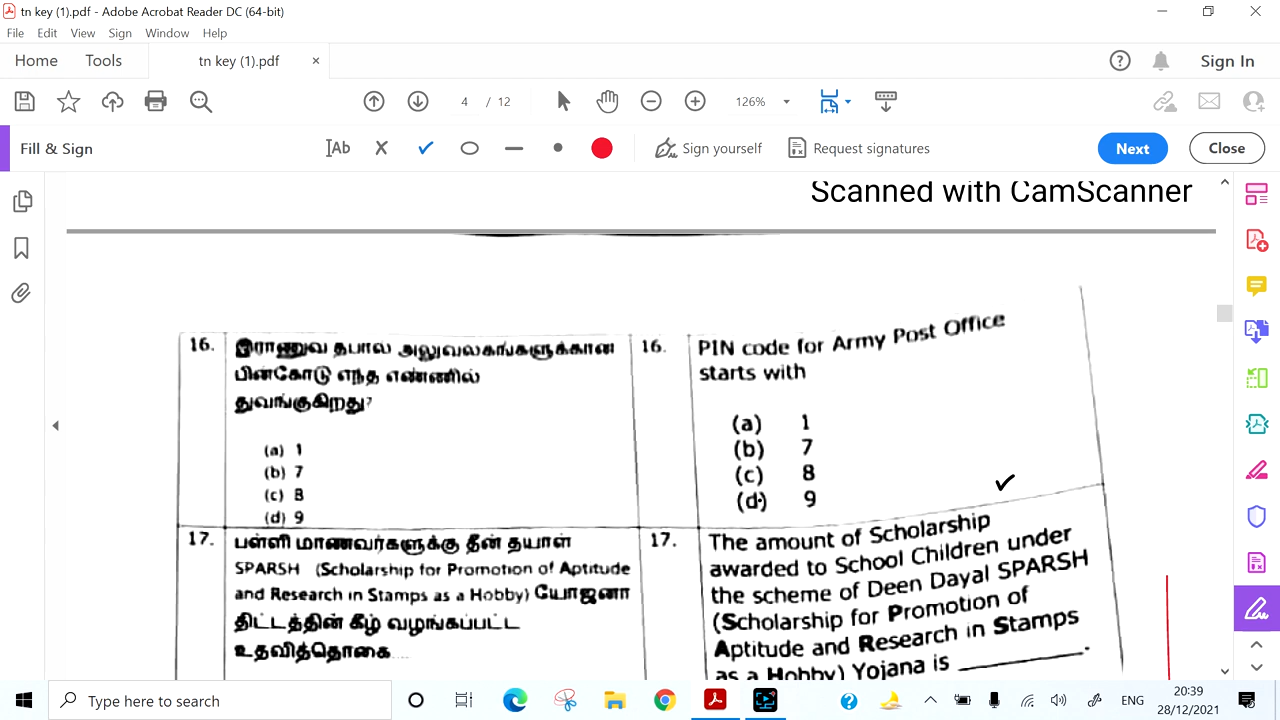 tn key (1).pdf - Adobe Acrobat Reader DC (64-bit)
File Edit View Sign Window Help
Home Tools tn key (1).pdf × Sign In
4 / 12 126%
Fill & Sign IAb Sign yourself Request signatures Next Close
Scanned with CamScanner
16. இராணுவ தபால அலுவலகங்களுக்கான
பின்கோடு எந்த எண்ணில்
துவங்குகிறது?
(a) 1
(b) 7
(c) 8
(d) 9
16. PIN code for Army Post Office
starts with
(a) 1
(b) 7
(c) 8
(d) 9
17. பள்ளி மாணவர்களுக்கு தீன் தயாள்
SPARSH (Scholarship for Promotion of Aptitude
and Research in Stamps as a Hobby) யோஜனா
திட்டத்தின் கீழ் வழங்கப்பட்ட
உதவித்தொகை....
17. The amount of Scholarship
awarded to School Children under
the scheme of Deen Dayal SPARSH
(Scholarship for Promotion of
Aptitude and Research in Stamps
as a Hobby) Yojana is ________.
Type here to search
ENG 20:39
28/12/2021